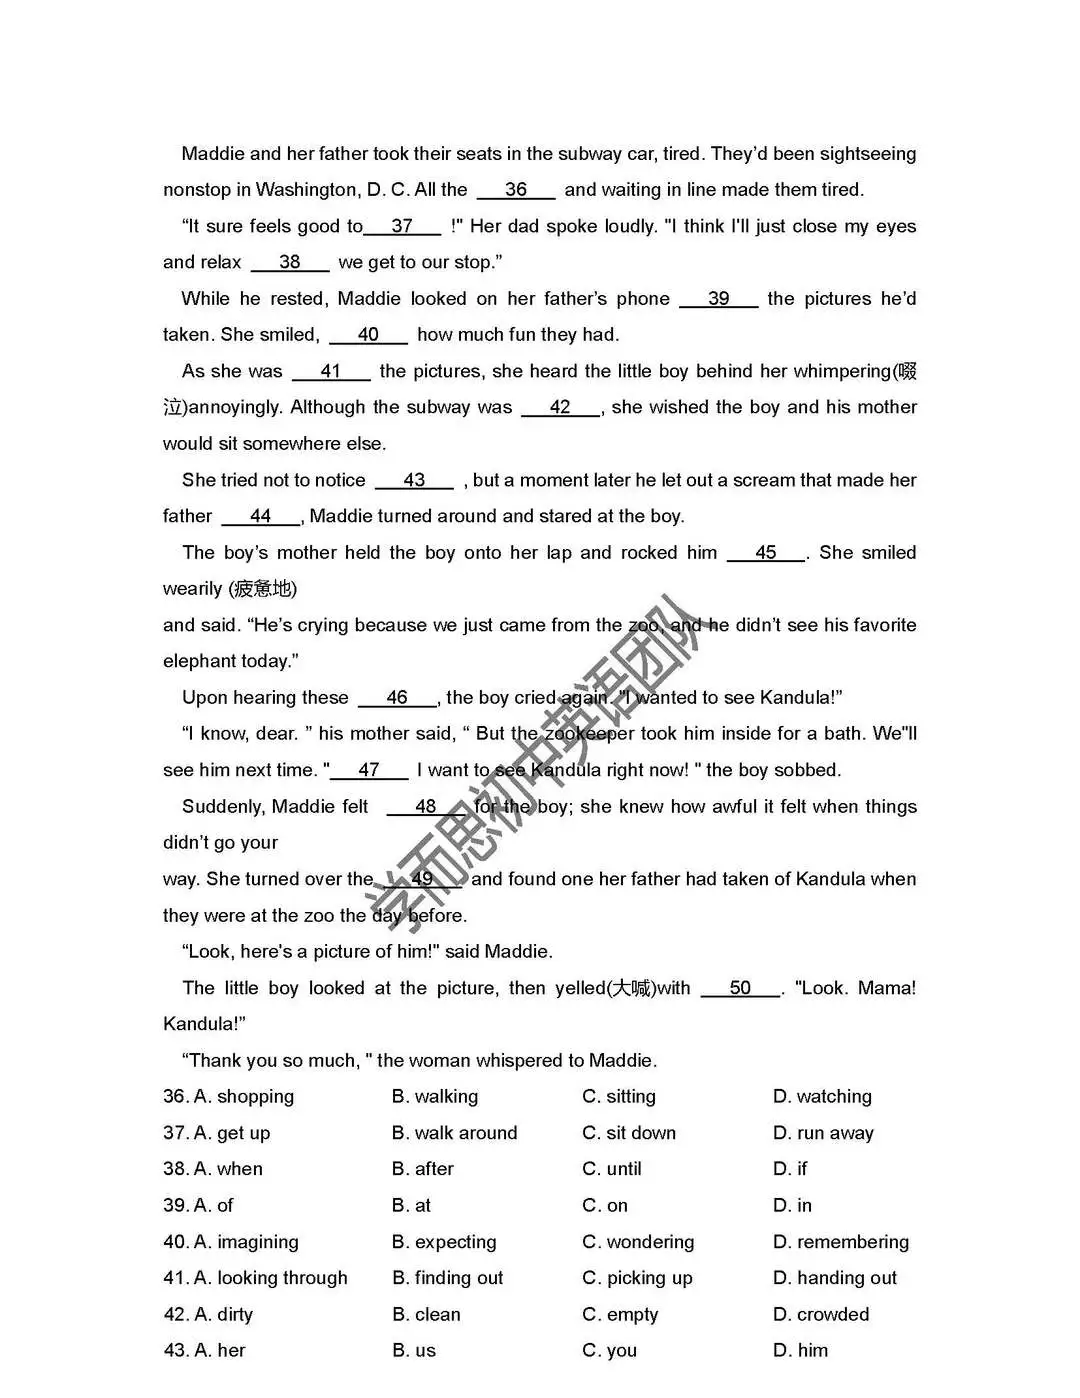 Maddie and her father took their seats in the subway car, tired. They’d been sightseeing
nonstop in Washington, D. C. All the 36 and waiting in line made them tired.
“It sure feels good to 37 !" Her dad spoke loudly. "I think I'll just close my eyes
and relax 38 we get to our stop.”
While he rested, Maddie looked on her father’s phone 39 the pictures he’d
taken. She smiled, 40 how much fun they had.
As she was 41 the pictures, she heard the little boy behind her whimpering(啜
泣)annoyingly. Although the subway was 42 , she wished the boy and his mother
would sit somewhere else.
She tried not to notice 43 , but a moment later he let out a scream that made her
father 44 , Maddie turned around and stared at the boy.
The boy’s mother held the boy onto her lap and rocked him 45 . She smiled
wearily (疲惫地)
and said. “He’s crying because we just came from the zoo, and he didn’t see his favorite
elephant today.”
Upon hearing these 46 , the boy cried again. "I wanted to see Kandula!”
“I know, dear. ” his mother said, “ But the zookeeper took him inside for a bath. We"ll
see him next time. " 47 I want to see Kandula right now! " the boy sobbed.
Suddenly, Maddie felt 48 for the boy; she knew how awful it felt when things
didn’t go your
way. She turned over the 49 and found one her father had taken of Kandula when
they were at the zoo the day before.
“Look, here's a picture of him!" said Maddie.
The little boy looked at the picture, then yelled(大喊)with 50 . "Look. Mama!
Kandula!”
“Thank you so much, " the woman whispered to Maddie.
36. A. shopping B. walking C. sitting D. watching
37. A. get up B. walk around C. sit down D. run away
38. A. when B. after C. until D. if
39. A. of B. at C. on D. in
40. A. imagining B. expecting C. wondering D. remembering
41. A. looking through B. finding out C. picking up D. handing out
42. A. dirty B. clean C. empty D. crowded
43. A. her B. us C. you D. him
学而思初中英语团队